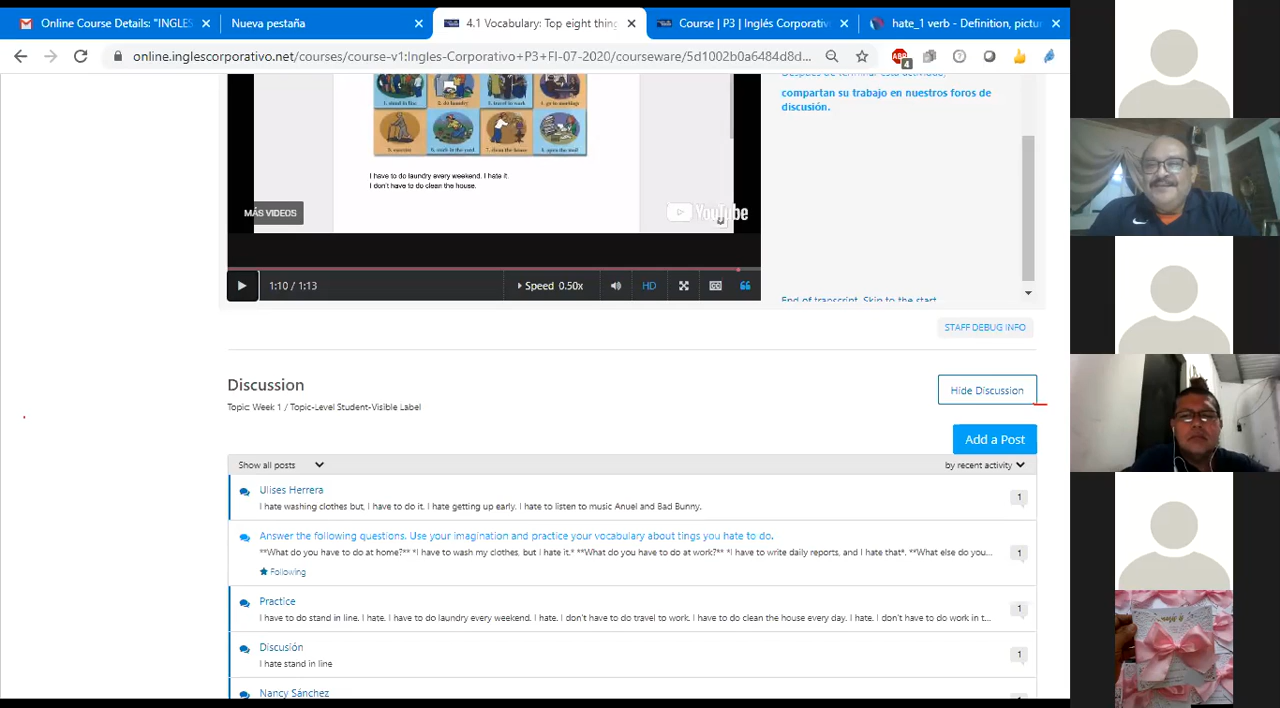 Online Course Details: "INGLES
Nueva pestaña
4.1 Vocabulary: Top eight thing
Course | P3 | Inglés Corporativ
hate_1 verb - Definition, pictur
online.inglescorporativo.net/courses/course-v1:Ingles-Corporativo+P3+FI-07-2020/courseware/5d1002b0a6484d8d...
4
1. stand in line
2. do laundry
3. travel to work
4. go to meetings
5. exercise
6. work in the yard
7. clean the house
8. open the mail
I have to do laundry every weekend. I hate it.
I don't have to do clean the house.
MÁS VIDEOS
YouTube
1:10 / 1:13
Speed 0.50x
HD
CC
Después de terminar esta actividad,
compartan su trabajo en nuestros foros de
discusión.
End of transcript. Skip to the start.
STAFF DEBUG INFO
Discussion
Hide Discussion
Topic: Week 1 / Topic-Level Student-Visible Label
Add a Post
Show all posts
by recent activity
Ulises Herrera
I hate washing clothes but, I have to do it. I hate getting up early. I hate to listen to music Anuel and Bad Bunny.
1
Answer the following questions. Use your imagination and practice your vocabulary about tings you hate to do.
**What do you have to do at home?** *I have to wash my clothes, but I hate it.* **What do you have to do at work?** *I have to write daily reports, and I hate that*. **What else do you...
1
Following
Practice
I have to do stand in line. I hate. I have to do laundry every weekend. I hate. I don't have to do travel to work. I have to do clean the house every day. I hate. I don't have to do work in t...
1
Discusión
I hate stand in line
1
Nancy Sánchez